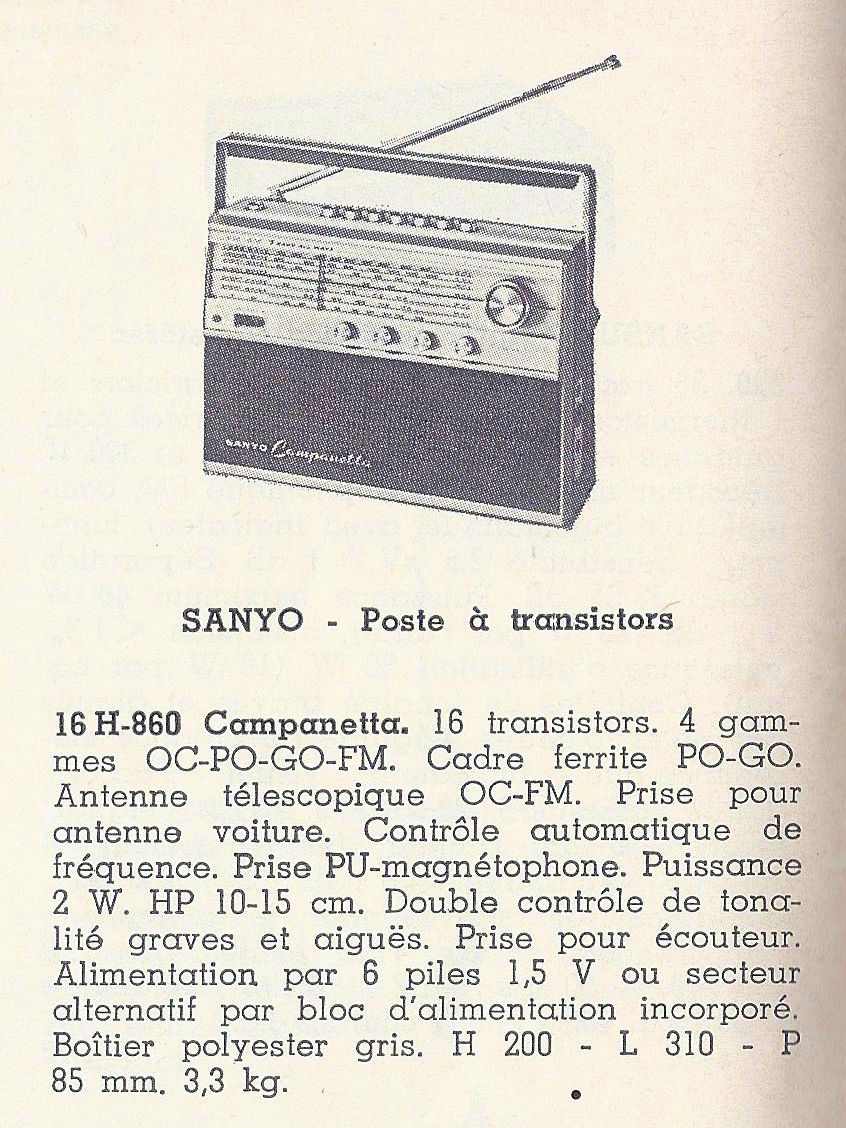 SANYO Campanetta
SANYO - Poste à transistors
16 H-860 Campanetta. 16 transistors. 4 gam-
mes OC-PO-GO-FM. Cadre ferrite PO-GO.
Antenne télescopique OC-FM. Prise pour
antenne voiture. Contrôle automatique de
fréquence. Prise PU-magnétophone. Puissance
2 W. HP 10-15 cm. Double contrôle de tona-
lité graves et aiguës. Prise pour écouteur.
Alimentation par 6 piles 1,5 V ou secteur
alternatif par bloc d'alimentation incorporé.
Boîtier polyester gris. H 200 - L 310 - P
85 mm. 3,3 kg.